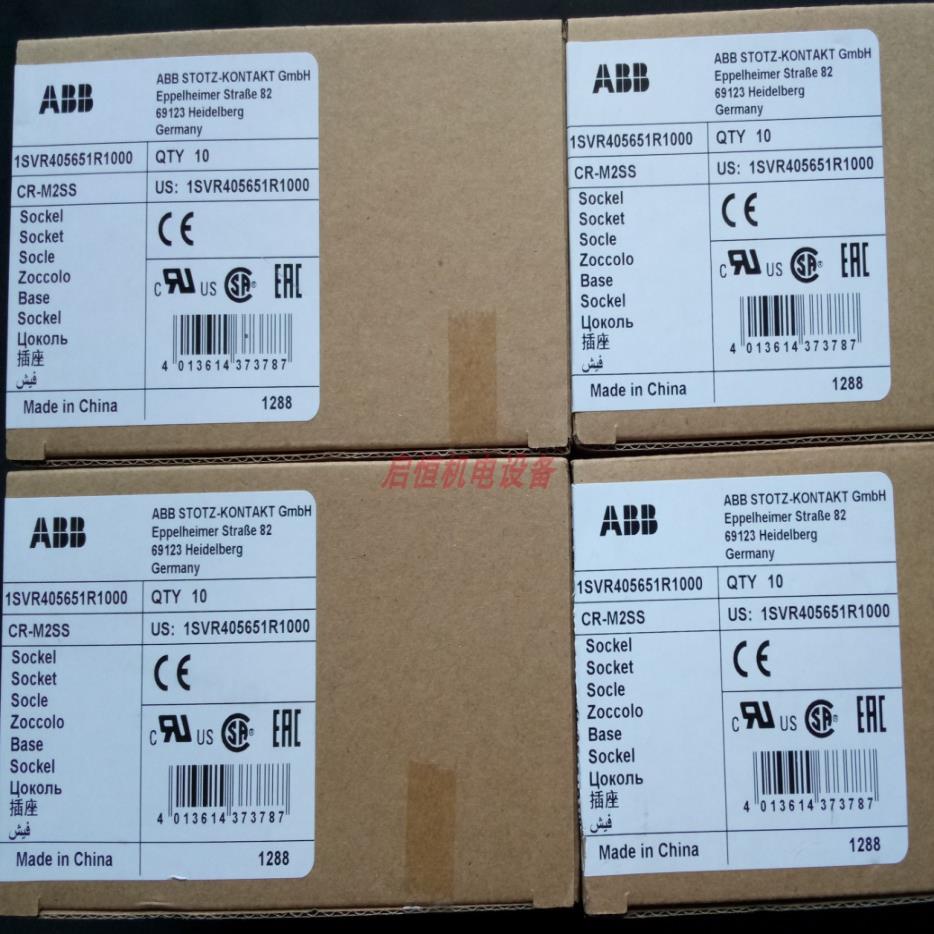 ABB
ABB STOTZ-KONTAKT GmbH
Eppelheimer Straße 82
69123 Heidelberg
Germany
1SVR405651R1000
QTY 10
CR-M2SS
US: 1SVR405651R1000
Sockel
Socket
Socle
Zoccolo
Base
Sockel
Цоколь
插座
فيش
CE
C RU US
SA®
EAC
4 013614 373787
Made in China
1288
ABB
ABB STOTZ-KONTAKT GmbH
Eppelheimer Straße 82
69123 Heidelberg
Germany
1SVR405651R1000
QTY 10
CR-M2SS
US: 1SVR405651R1000
Sockel
Socket
Socle
Zoccolo
Base
Sockel
Цоколь
插座
فيش
CE
C RU US
SA®
EAC
4 013614 373787
Made in China
1288
启恒机电设备
ABB
ABB STOTZ-KONTAKT GmbH
Eppelheimer Straße 82
69123 Heidelberg
Germany
1SVR405651R1000
QTY 10
CR-M2SS
US: 1SVR405651R1000
Sockel
Socket
Socle
Zoccolo
Base
Sockel
Цоколь
插座
فيش
CE
C RU US
SA®
EAC
4 013614 373787
Made in China
1288
ABB
ABB STOTZ-KONTAKT GmbH
Eppelheimer Straße 82
69123 Heidelberg
Germany
1SVR405651R1000
QTY 10
CR-M2SS
US: 1SVR405651R1000
Sockel
Socket
Socle
Zoccolo
Base
Sockel
Цоколь
插座
فيش
CE
C RU US
SA®
EAC
4 013614 373787
Made in China
1288